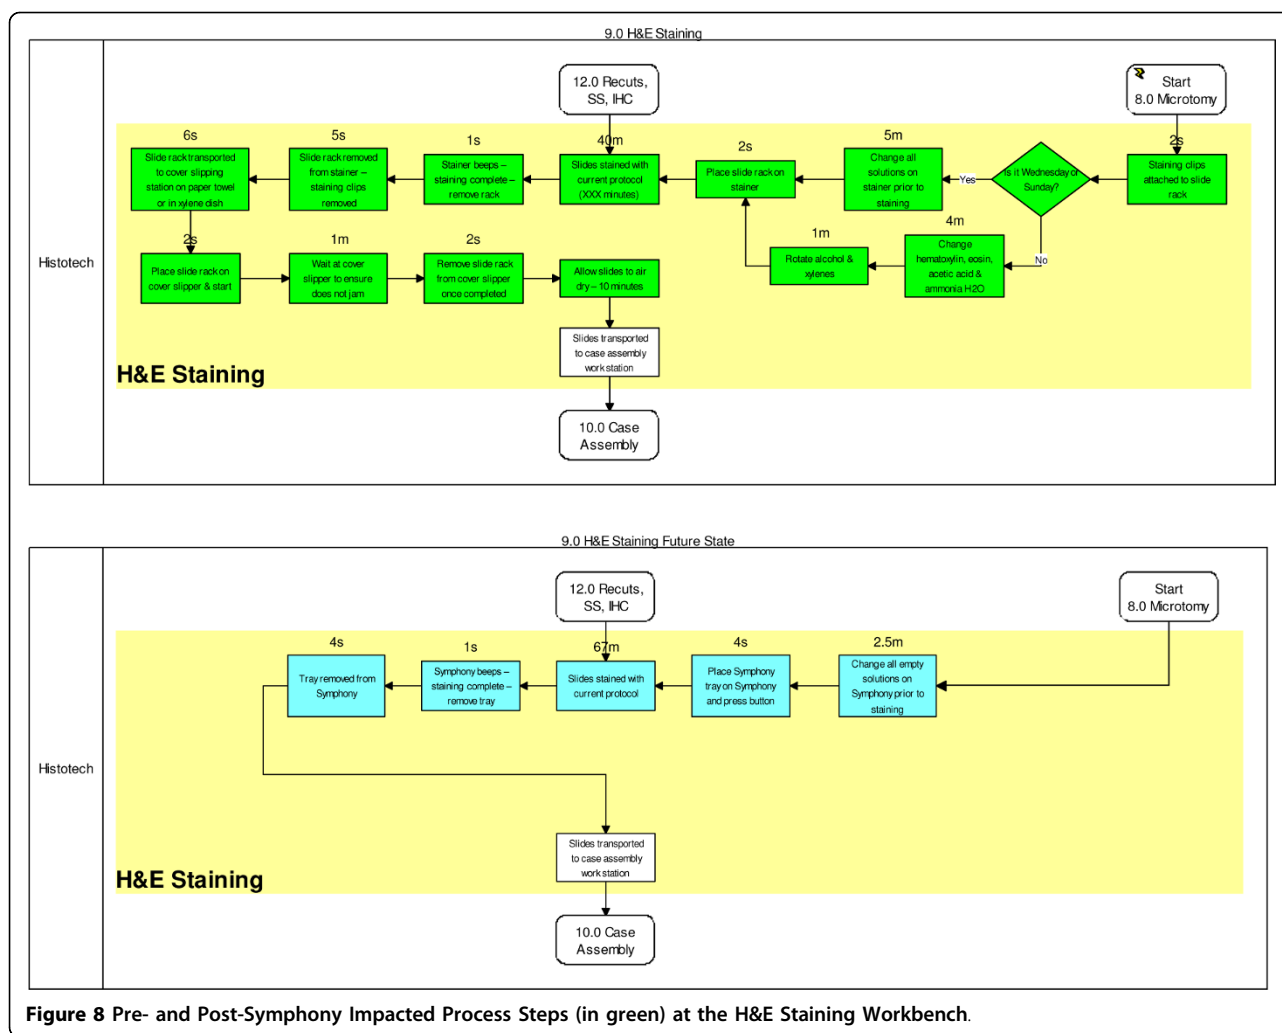 9.0 H&E Staining
12.0 Recuts,
SS, IHC
Start
8.0 Microtomy
6s
Slide rack transported
to cover slipping
station on paper towel
or in xylene dish
5s
Slide rack removed
from stainer –
staining clips
removed
1s
Stainer beeps –
staining complete –
remove rack
40m
Slides stained with
current protocol
(XXX minutes)
2s
Place slide rack on
stainer
5m
Change all
solutions on
stainer prior to
staining
Yes
Is it Wednesday or
Sunday?
No
2s
Staining clips
attached to slide
rack
Histotech
2s
Place slide rack on
cover slipper & start
1m
Wait at cover
slipper to ensure
does not jam
2s
Remove slide rack
from cover slipper
once completed
Allow slides to air
dry – 10 minutes
1m
Rotate alcohol &
xylenes
4m
Change
hematoxylin, eosin,
acetic acid &
ammonia H2O
Slides transported
to case assembly
work station
H&E Staining
10.0 Case
Assembly
9.0 H&E Staining Future State
12.0 Recuts,
SS, IHC
Start
8.0 Microtomy
4s
Tray removed from
Symphony
1s
Symphony beeps –
staining complete –
remove tray
67m
Slides stained with
current protocol
4s
Place Symphony
tray on Symphony
and press button
2.5m
Change all empty
solutions on
Symphony prior to
staining
Histotech
Slides transported
to case assembly
work station
H&E Staining
10.0 Case
Assembly
Figure 8 Pre- and Post-Symphony Impacted Process Steps (in green) at the H&E Staining Workbench.